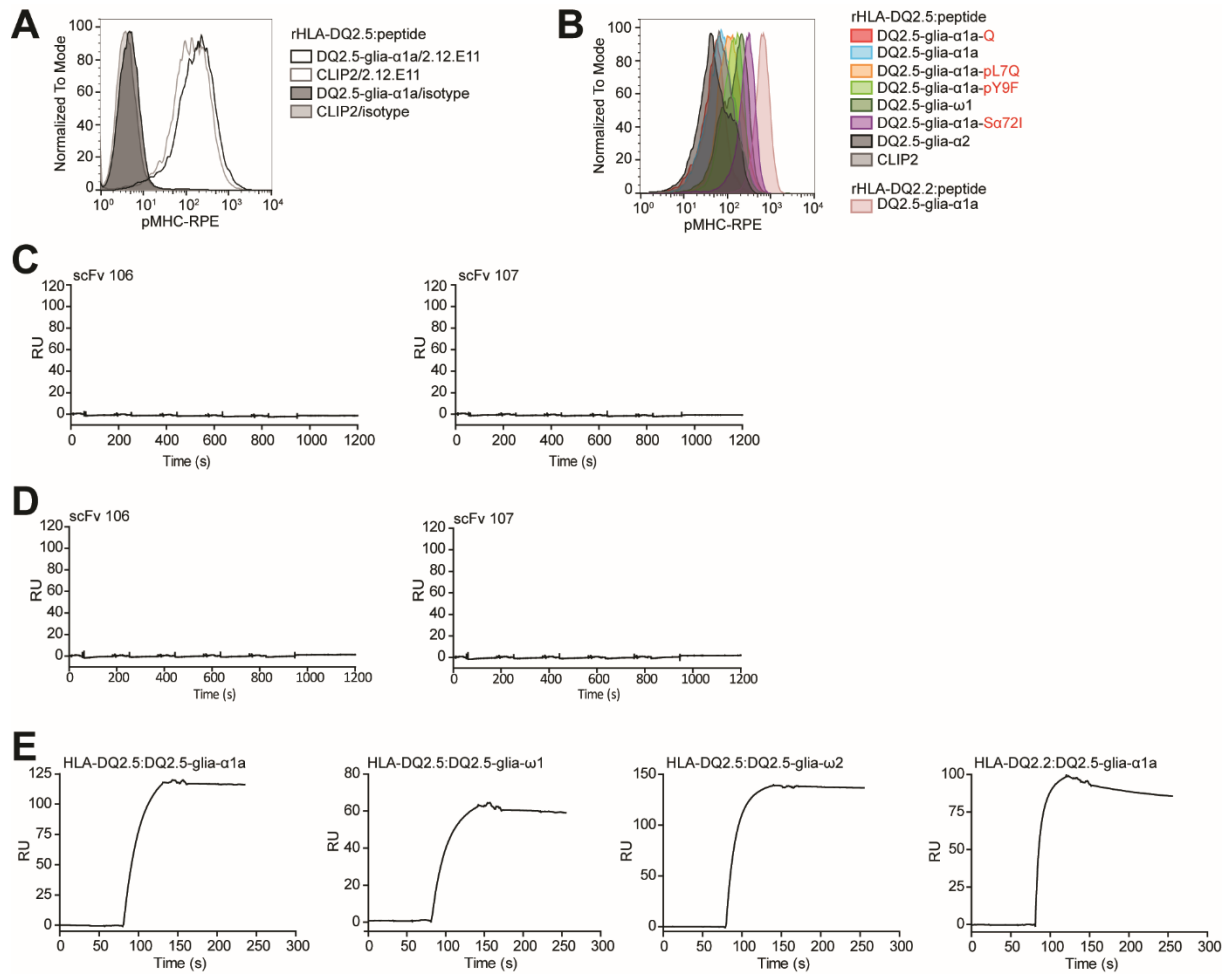 A
100
80
60
40
20
0
Normalized To Mode
10⁰ 10¹ 10² 10³ 10⁴
pMHC-RPE
rHLA-DQ2.5:peptide
DQ2.5-glia-α1a/2.12.E11
CLIP2/2.12.E11
DQ2.5-glia-α1a/isotype
CLIP2/isotype
B
100
80
60
40
20
0
Normalized To Mode
10⁰ 10¹ 10² 10³ 10⁴
pMHC-RPE
rHLA-DQ2.5:peptide
DQ2.5-glia-α1a-Q
DQ2.5-glia-α1a
DQ2.5-glia-α1a-pL7Q
DQ2.5-glia-α1a-pY9F
DQ2.5-glia-ω1
DQ2.5-glia-α1a-Sα72I
DQ2.5-glia-α2
CLIP2
rHLA-DQ2.2:peptide
DQ2.5-glia-α1a
C
scFv 106
120
100
80
60
40
20
0
RU
0 200 400 600 800 1000 1200
Time (s)
scFv 107
120
100
80
60
40
20
0
RU
0 200 400 600 800 1000 1200
Time (s)
D
scFv 106
120
100
80
60
40
20
0
RU
0 200 400 600 800 1000 1200
Time (s)
scFv 107
120
100
80
60
40
20
0
RU
0 200 400 600 800 1000 1200
Time (s)
E
HLA-DQ2.5:DQ2.5-glia-α1a
125
100
75
50
25
0
RU
0 50 100 150 200 250 300
Time (s)
HLA-DQ2.5:DQ2.5-glia-ω1
80
60
40
20
0
RU
0 50 100 150 200 250 300
Time (s)
HLA-DQ2.5:DQ2.5-glia-ω2
150
100
50
0
RU
0 50 100 150 200 250 300
Time (s)
HLA-DQ2.2:DQ2.5-glia-α1a
100
75
50
25
0
RU
0 50 100 150 200 250 300
Time (s)